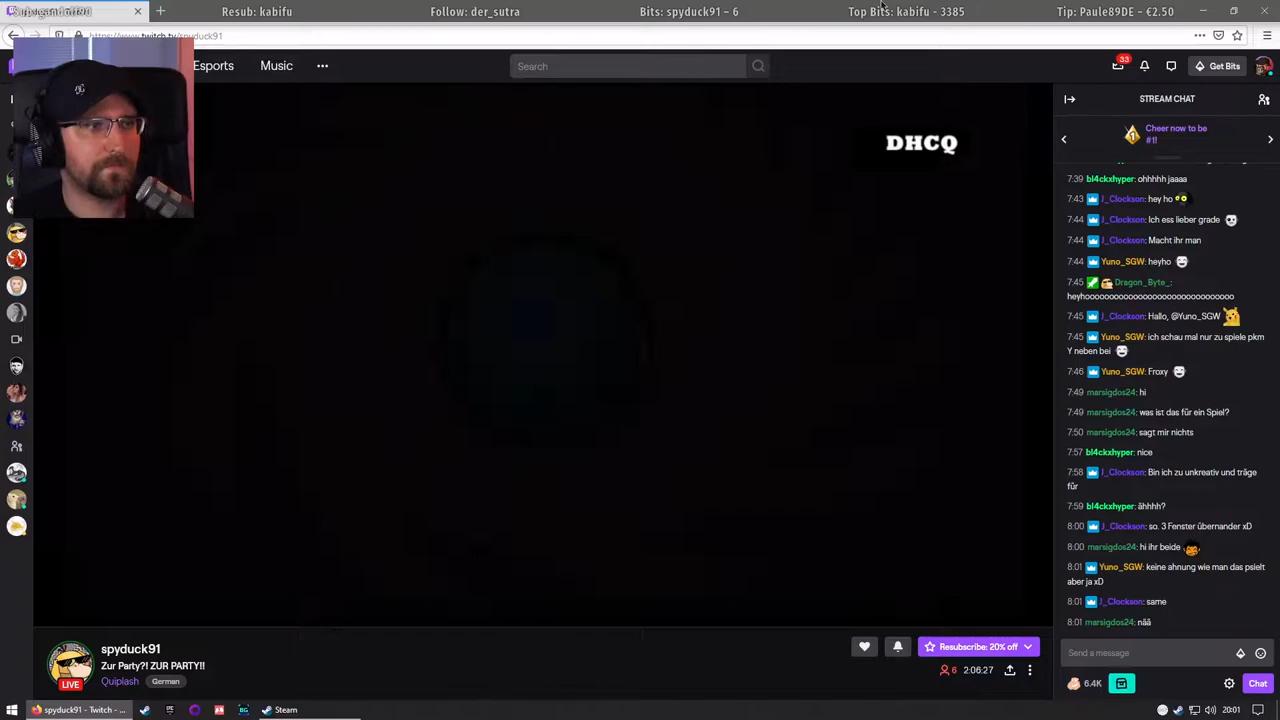 Resub: kabifu
Follow: der_sutra
Bits: spyduck91 - 6
Top Bits: kabifu - 3385
Tip: Paule89DE - €2.50
https://www.twitch.tv/spyduck91
Esports
Music
Search
33
Get Bits
DHCQ
STREAM CHAT
Cheer now to be
#1!
7:39 bl4ckxhyper: ohhhhh jaaaa
7:43 J_Clockson: hey ho
7:44 J_Clockson: Ich ess lieber grade
7:44 J_Clockson: Macht ihr man
7:44 Yuno_SGW: heyho
7:45 Dragon_Byte_:
heyhooooooooooooooooooooooooooooooo
7:45 J_Clockson: Hallo, @Yuno_SGW
7:45 Yuno_SGW: ich schau mal nur zu spiele pkm
Y neben bei
7:46 Yuno_SGW: Froxy
7:49 marsigdos24: hi
7:49 marsigdos24: was ist das für ein Spiel?
7:50 marsigdos24: sagt mir nichts
7:57 bl4ckxhyper: nice
7:58 J_Clockson: Bin ich zu unkreativ und träge
für
7:59 bl4ckxhyper: ähhhh?
8:00 J_Clockson: so. 3 Fenster übernander xD
8:00 marsigdos24: hi ihr beide
8:01 Yuno_SGW: keine ahnung wie man das psielt
aber ja xD
8:01 J_Clockson: same
8:01 marsigdos24: nää
Send a message
6.4K
Chat
spyduck91
Zur Party?! ZUR PARTY!!
Quiplash
German
LIVE
Resubscribe: 20% off
6
2:06:27
spyduck91 - Twitch - ...
Steam
20:01